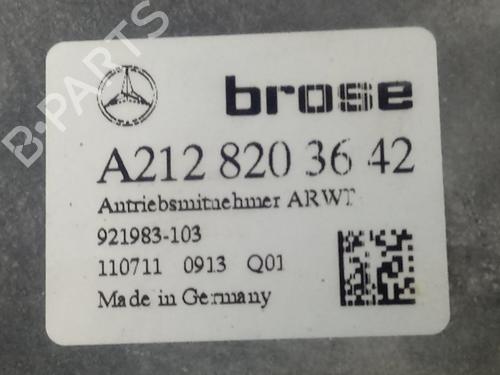 brose
A212 820 36 42
Antriebsmitnehmer ARWT
921983-103
110711 0913 Q01
Made in Germany
B-PARTS